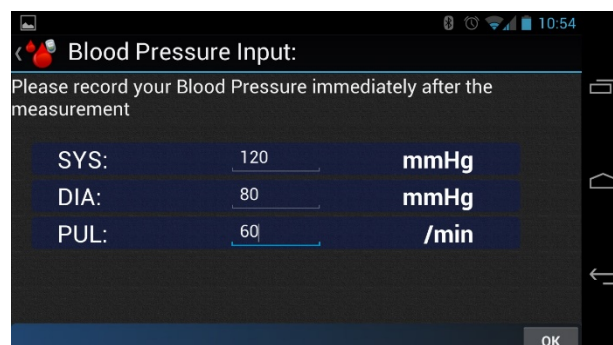 10:54
Blood Pressure Input:
Please record your Blood Pressure immediately after the
measurement
SYS: 120 mmHg
DIA: 80 mmHg
PUL: 60 /min
OK